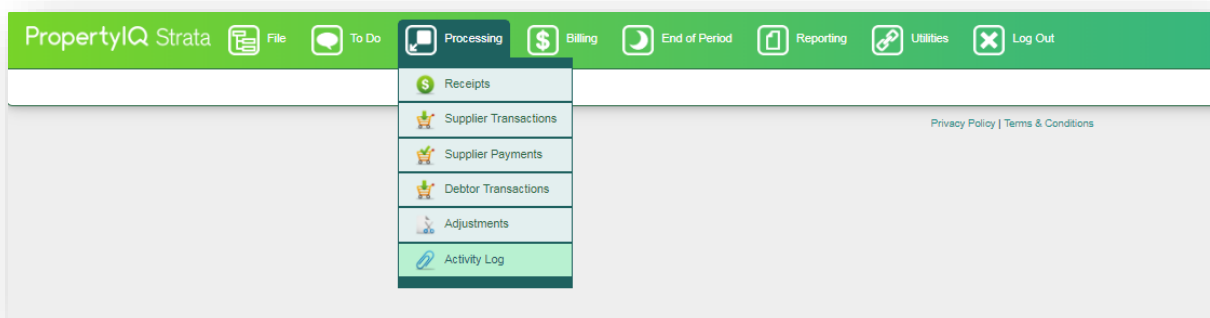 PropertyIQ Strata File To Do Processing Billing End of Period Reporting Utilities Log Out
Receipts
Supplier Transactions
Privacy Policy | Terms & Conditions
Supplier Payments
Debtor Transactions
Adjustments
Activity Log